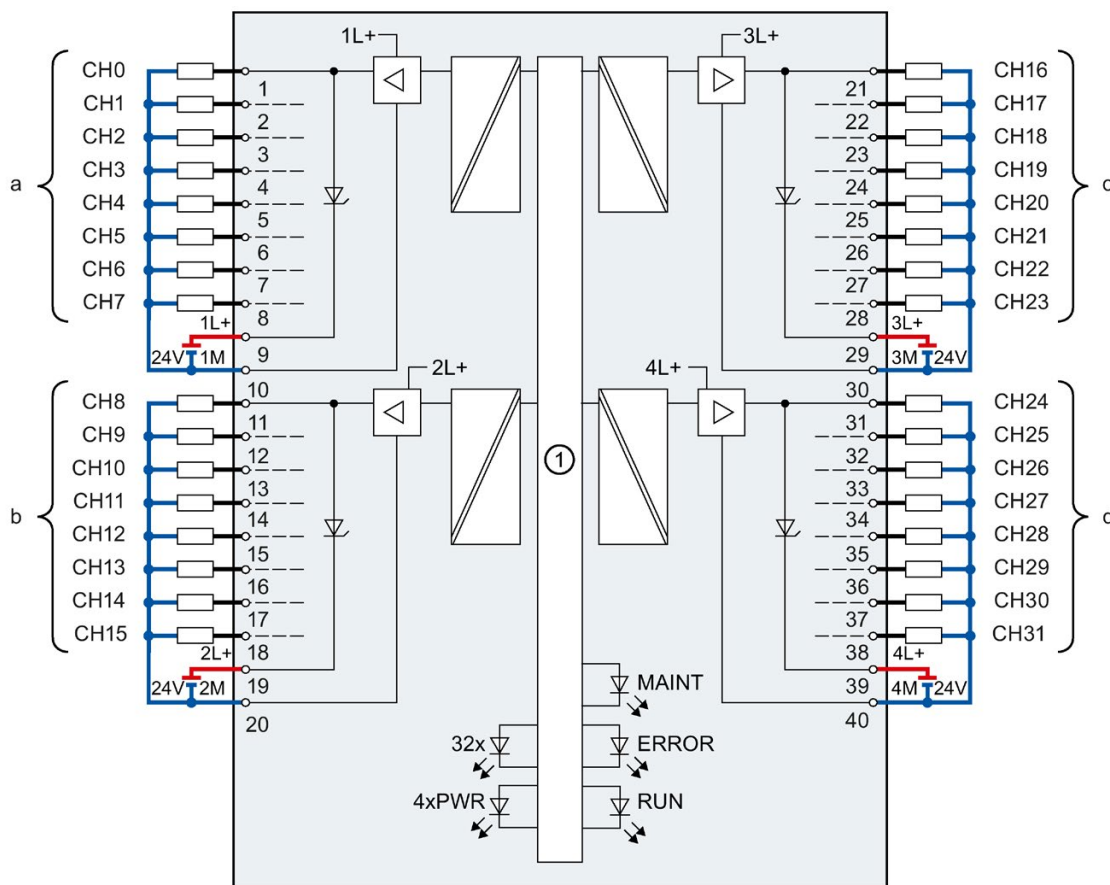 1L+ 3L+
CH0 CH16
1 21
CH1 CH17
2 22
CH2 CH18
3 23
a CH3 CH19 c
4 24
CH4 CH20
5 25
CH5 CH21
6 26
CH6 CH22
7 27
CH7 CH23
8 28
1L+ 3L+
24V 1M 9 29 3M 24V
2L+ 4L+
10 30
CH8 CH24
11 31
CH9 CH25
12 32
CH10 1 CH26
13 33
b CH11 CH27 d
14 34
CH12 CH28
15 35
CH13 CH29
16 36
CH14 CH30
17 37
CH15 CH31
18 38
2L+ 4L+
24V 2M 19 MAINT 39 4M 24V
20 40
32x ERROR
4xPWR RUN